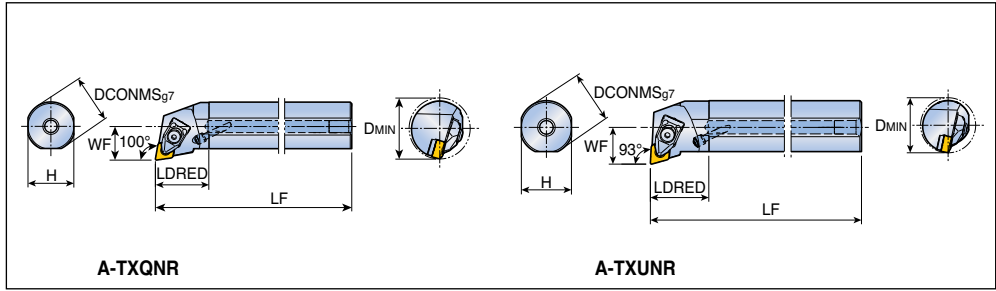 DCONMSg7
WF
100°
LDRED
H
LF
DMIN
A-TXQNR
DCONMSg7
WF
93°
LDRED
H
LF
DMIN
A-TXUNR